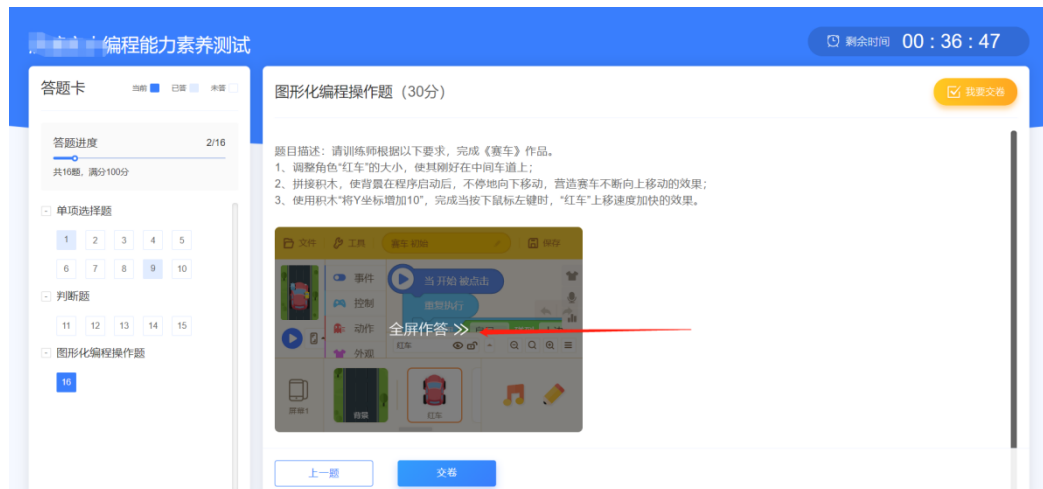 编程能力素养测试
剩余时间 00：36：47
答题卡 当前 已答 未答
答题进度 2/16
共16题，满分100分
单项选择题
1 2 3 4 5
6 7 8 9 10
判断题
11 12 13 14 15
图形化编程操作题
16
图形化编程操作题（30分）
我要交卷
题目描述：请训练师根据以下要求，完成《赛车》作品。
1、调整角色“红车”的大小，使其刚好在中间车道上；
2、拼接积木，使背景在程序启动后，不停地向下移动，营造赛车不断向上移动的效果；
3、使用积木“将Y坐标增加10”，完成当按下鼠标左键时，“红车”上移速度加快的效果。
文件 工具 赛车 初始 保存
事件
当 开始 被点击
控制
重复执行
动作
全屏作答
红车
外观
屏幕1
背景
红车
上一题
交卷